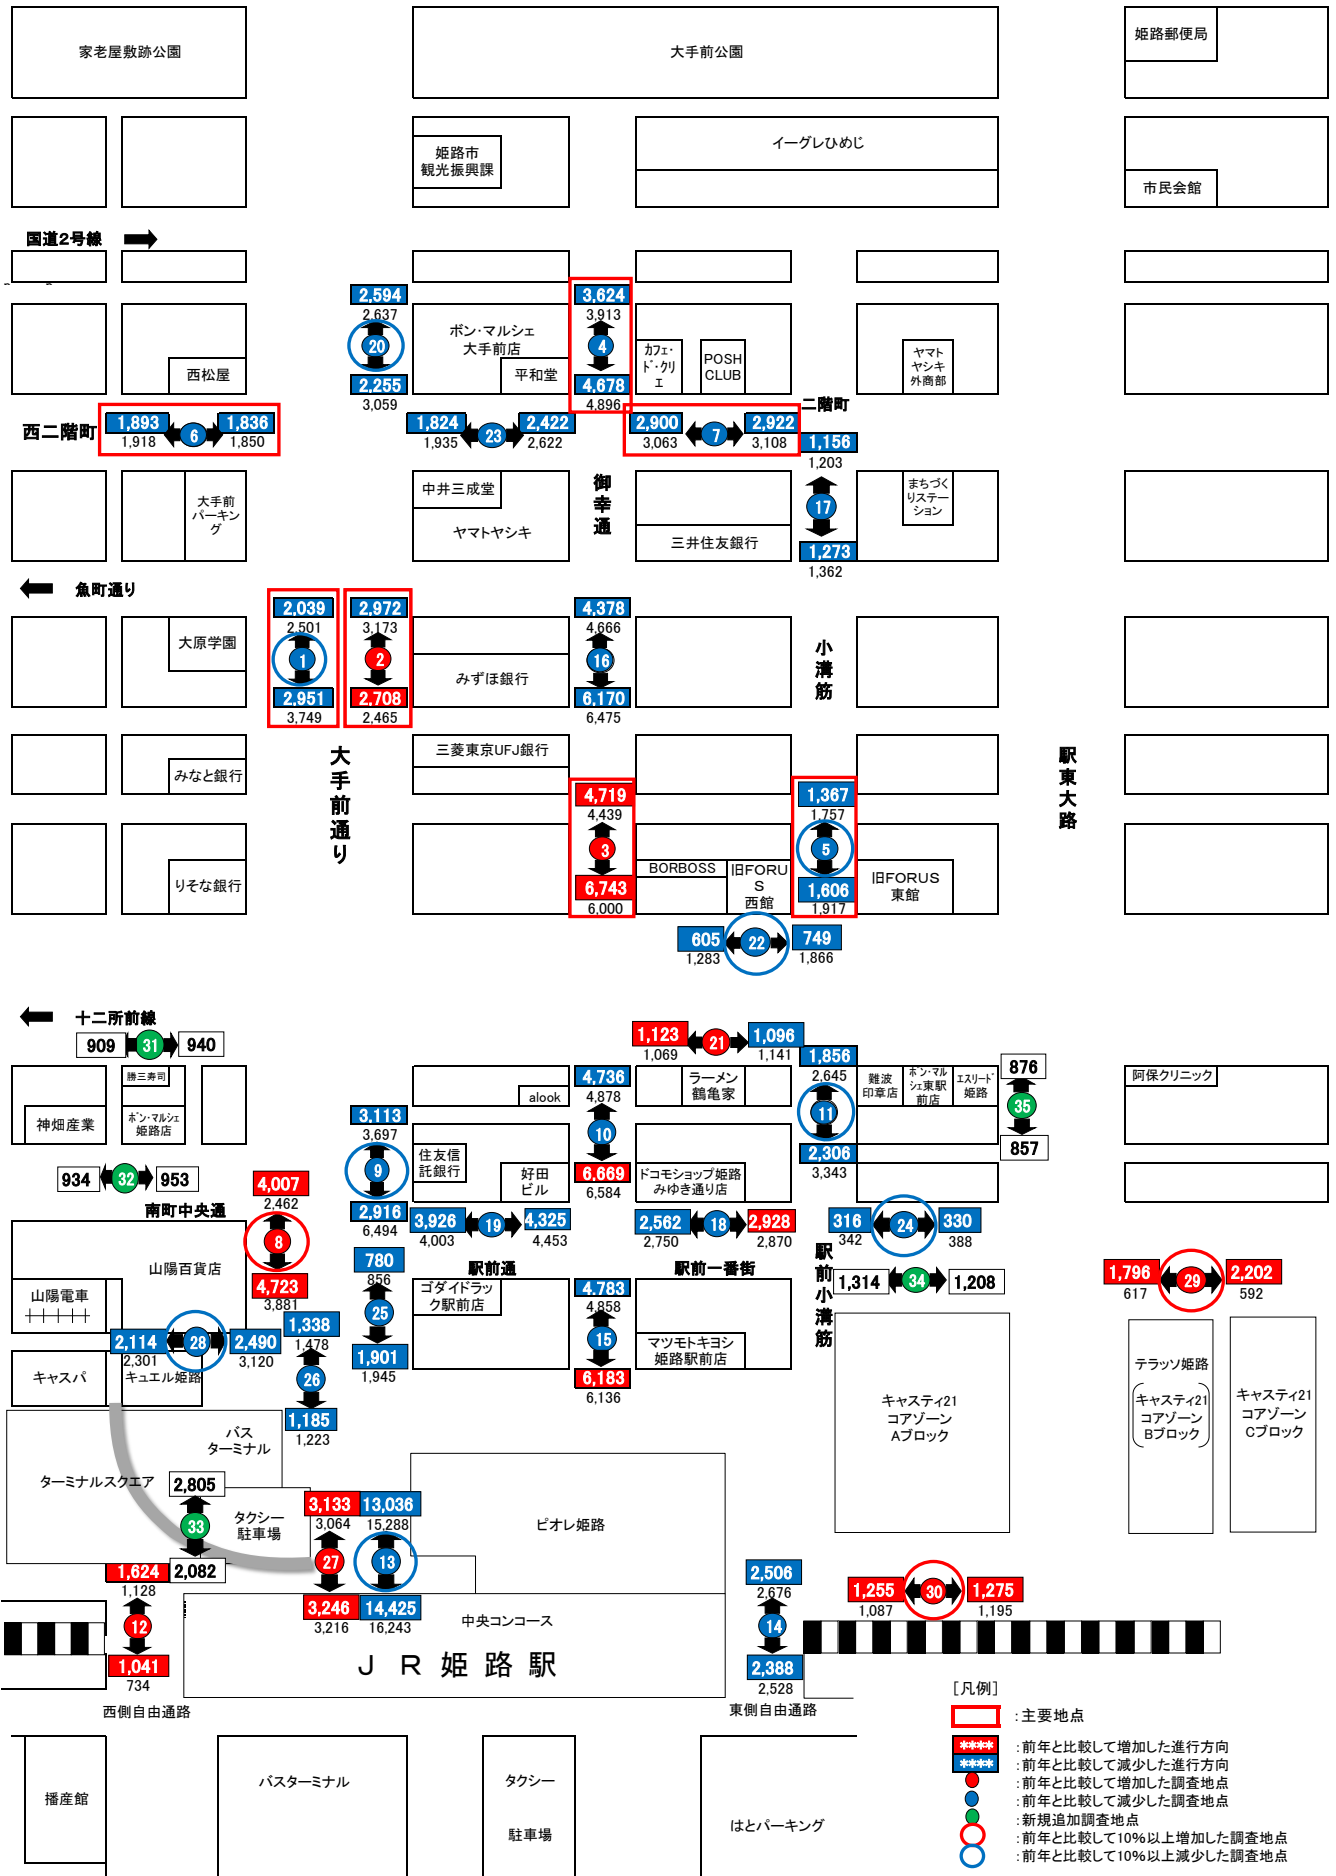 家老屋敷跡公園
大手前公園
姫路郵便局
姫路市
観光振興課
イーグレひめじ
市民会館
国道2号線
2,594
2,637
20
2,255
3,059
ボン・マルシェ
大手前店
平和堂
3,624
3,913
4
4,678
4,896
カフェ・
ド・クリ
エ
POSH
CLUB
ヤマト
ヤシキ
外商部
西松屋
西二階町
1,893
1,918
6
1,836
1,850
1,824
1,935
23
2,422
2,622
2,900
3,063
7
2,922
3,108
二階町
1,156
1,203
17
1,273
1,362
大手前
パーキン
グ
中井三成堂
ヤマトヤシキ
御幸通
三井住友銀行
まちづく
りステー
ション
魚町通り
大原学園
2,039
2,501
1
2,951
3,749
2,972
3,173
2
2,708
2,465
みずほ銀行
4,378
4,666
16
6,170
6,475
小溝筋
みなと銀行
大手前通り
三菱東京UFJ銀行
4,719
4,439
3
6,743
6,000
1,367
1,757
5
1,606
1,917
駅東大路
りそな銀行
BORBOSS
旧FORU
S
西館
旧FORUS
東館
605
1,283
22
749
1,866
十二所前線
909
31
940
1,123
1,069
21
1,096
1,141
勝三寿司
神畑産業
ボン・マルシェ
姫路店
alook
4,736
4,878
10
6,669
6,584
ラーメン
鶴亀家
1,856
2,645
11
2,306
3,343
難波
印章店
ボン・マル
シェ東駅
前店
エスリード
姫路
876
35
857
阿保クリニック
3,113
3,697
9
2,916
6,494
住友信
託銀行
好田
ビル
ドコモショップ姫路
みゆき通り店
934
32
953
南町中央通
4,007
2,462
8
4,723
3,881
3,926
4,003
19
4,325
4,453
2,562
2,750
18
2,928
2,870
316
342
24
330
388
山陽百貨店
山陽電車
780
856
25
1,901
1,945
駅前通
ゴダイドラッ
ク駅前店
4,783
4,858
15
6,183
6,136
駅前一番街
マツモトキヨシ
姫路駅前店
駅前小溝筋
1,314
34
1,208
1,796
617
29
2,202
592
2,114
2,301
28
2,490
3,120
1,338
1,478
26
1,185
1,223
キャスパ
キュエル姫路
キャスティ21
コアゾーン
Aブロック
テラッソ姫路
キャスティ21
コアゾーン
Bブロック
キャスティ21
コアゾーン
Cブロック
バス
ターミナル
ターミナルスクエア
2,805
33
2,082
タクシー
駐車場
3,133
3,064
27
3,246
3,216
13,036
15,288
13
14,425
16,243
ピオレ姫路
1,624
1,128
12
1,041
734
中央コンコース
JR姫路駅
2,506
2,676
14
2,388
2,528
1,255
1,087
30
1,275
1,195
西側自由通路
東側自由通路
播産館
バスターミナル
タクシー
駐車場
はとパーキング
[凡例]
:主要地点
**** :前年と比較して増加した進行方向
**** :前年と比較して減少した進行方向
:前年と比較して増加した調査地点
:前年と比較して減少した調査地点
:新規追加調査地点
:前年と比較して10%以上増加した調査地点
:前年と比較して10%以上減少した調査地点